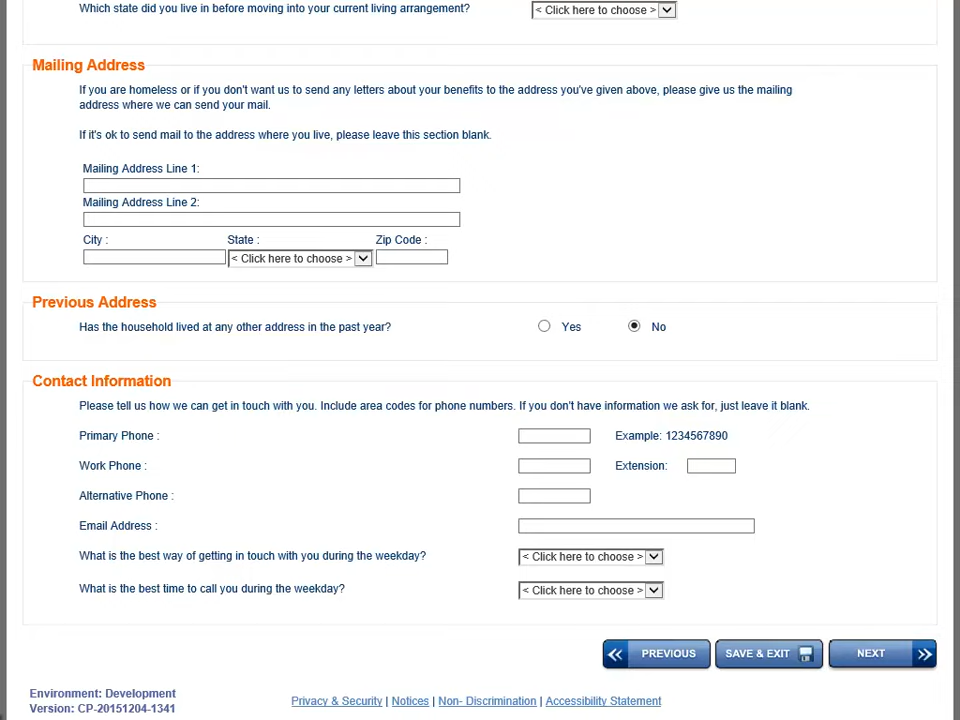 Which state did you live in before moving into your current living arrangement? < Click here to choose >
Mailing Address
If you are homeless or if you don't want us to send any letters about your benefits to the address you've given above, please give us the mailing
address where we can send your mail.
If it's ok to send mail to the address where you live, please leave this section blank.
Mailing Address Line 1:
Mailing Address Line 2:
City : State : Zip Code :
< Click here to choose >
Previous Address
Has the household lived at any other address in the past year? Yes No
Contact Information
Please tell us how we can get in touch with you. Include area codes for phone numbers. If you don't have information we ask for, just leave it blank.
Primary Phone : Example: 1234567890
Work Phone : Extension:
Alternative Phone :
Email Address :
What is the best way of getting in touch with you during the weekday? < Click here to choose >
What is the best time to call you during the weekday? < Click here to choose >
PREVIOUS SAVE & EXIT NEXT
Environment: Development
Version: CP-20151204-1341
Privacy & Security | Notices | Non- Discrimination | Accessibility Statement